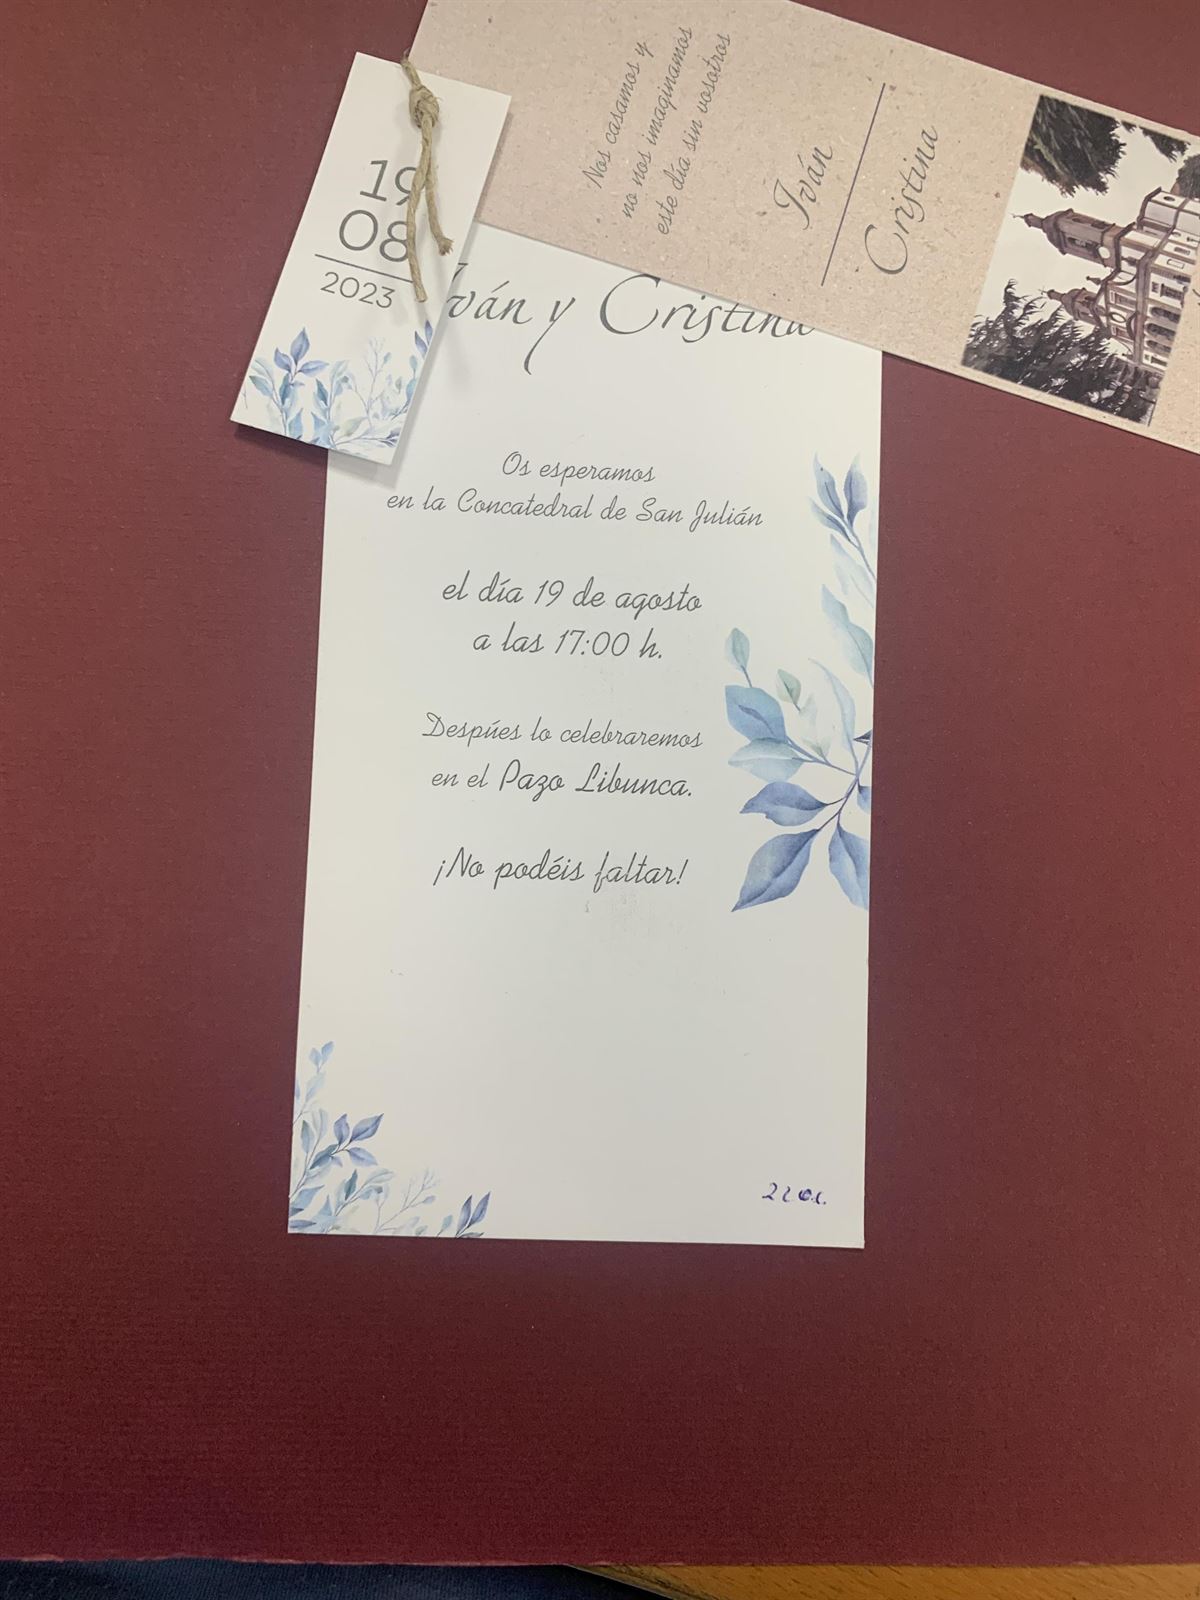 19
08
2023
Nos casamos y
no nos imaginamos
este día sin vosotros
Iván
Cristina
Iván y Cristina
Os esperamos
en la Concatedral de San Julián
el día 19 de agosto
a las 17:00 h.
Despúes lo celebraremos
en el Pazo Libunca.
¡No podéis faltar!